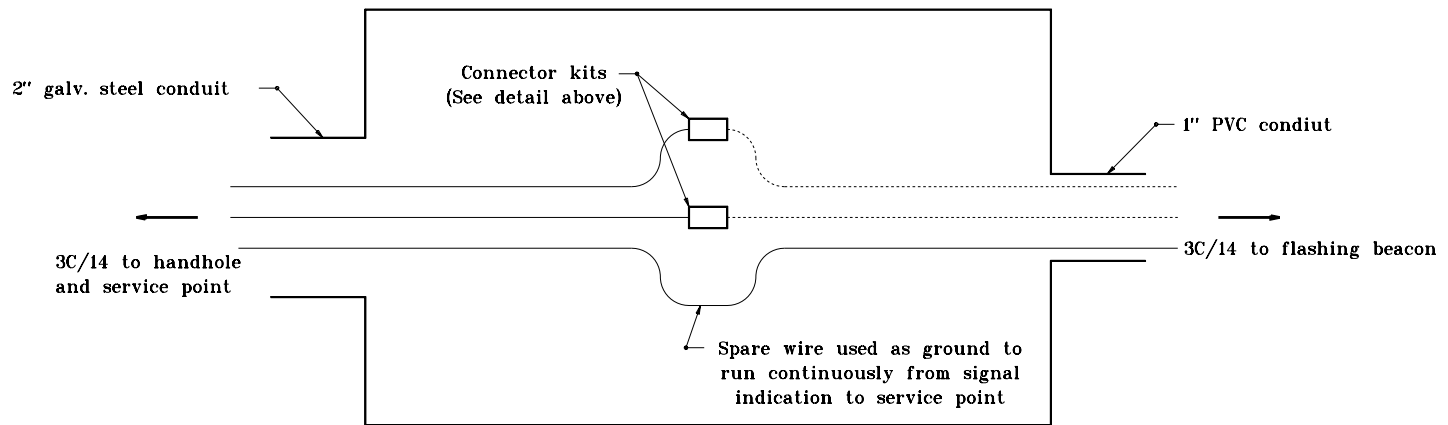 2" galv. steel conduit
Connector kits
(See detail above)
1" PVC condiut
3C/14 to handhole
and service point
3C/14 to flashing beacon
Spare wire used as ground to
run continuously from signal
indication to service point